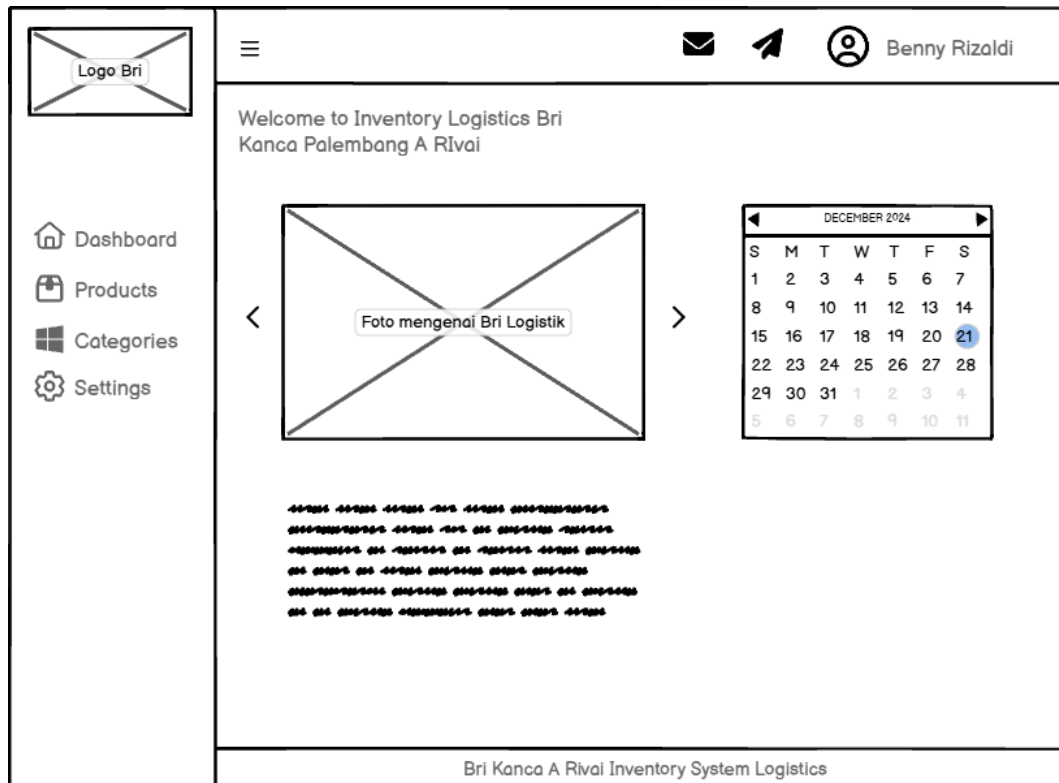 Logo Bri
Benny Rizaldi
Dashboard
Products
Categories
Settings
Welcome to Inventory Logistics Bri
Kanca Palembang A RIvai
Foto mengenai Bri Logistik
DECEMBER 2024
S M T W T F S
1 2 3 4 5 6 7
8 9 10 11 12 13 14
15 16 17 18 19 20 21
22 23 24 25 26 27 28
29 30 31 1 2 3 4
5 6 7 8 9 10 11
Bri Kanca A Rivai Inventory System Logistics